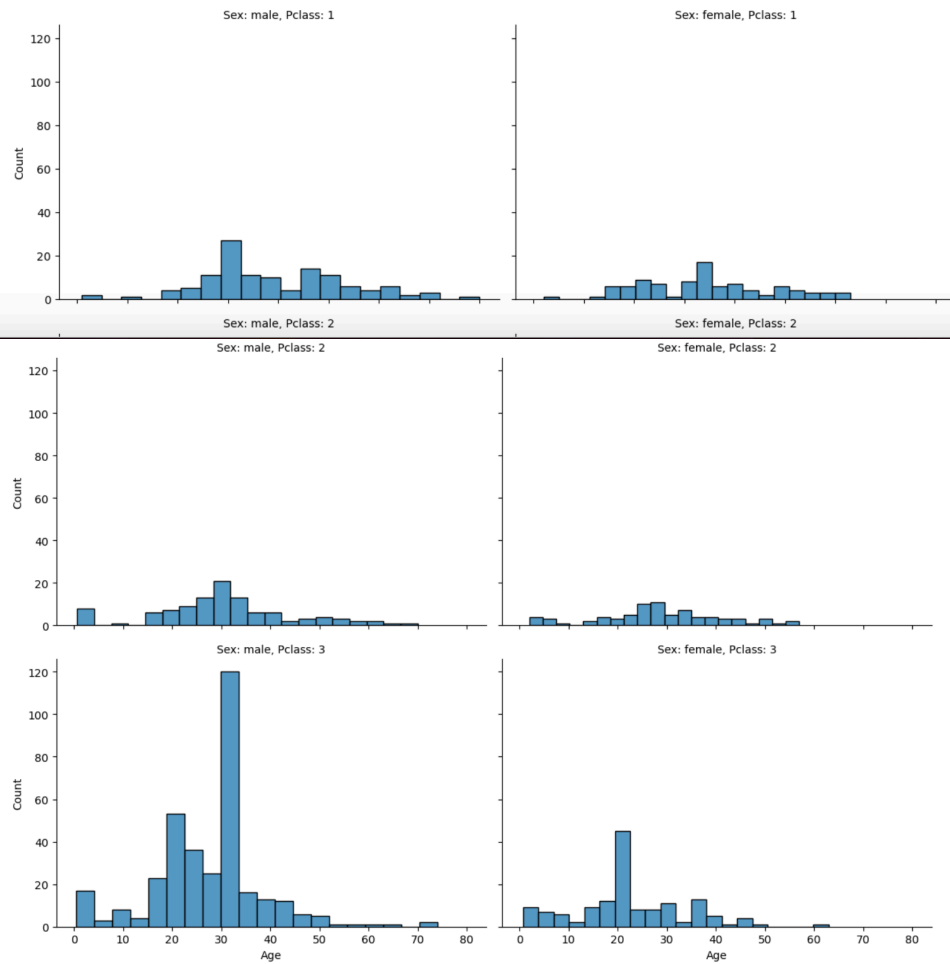 Sex: male, Pclass: 1
Sex: female, Pclass: 1
120
100
80
60
40
20
0
Count
Sex: male, Pclass: 2
Sex: female, Pclass: 2
Sex: male, Pclass: 2
Sex: female, Pclass: 2
120
100
80
60
40
20
0
Count
Sex: male, Pclass: 3
Sex: female, Pclass: 3
120
100
80
60
40
20
0
Count
0 10 20 30 40 50 60 70 80
0 10 20 30 40 50 60 70 80
Age
Age